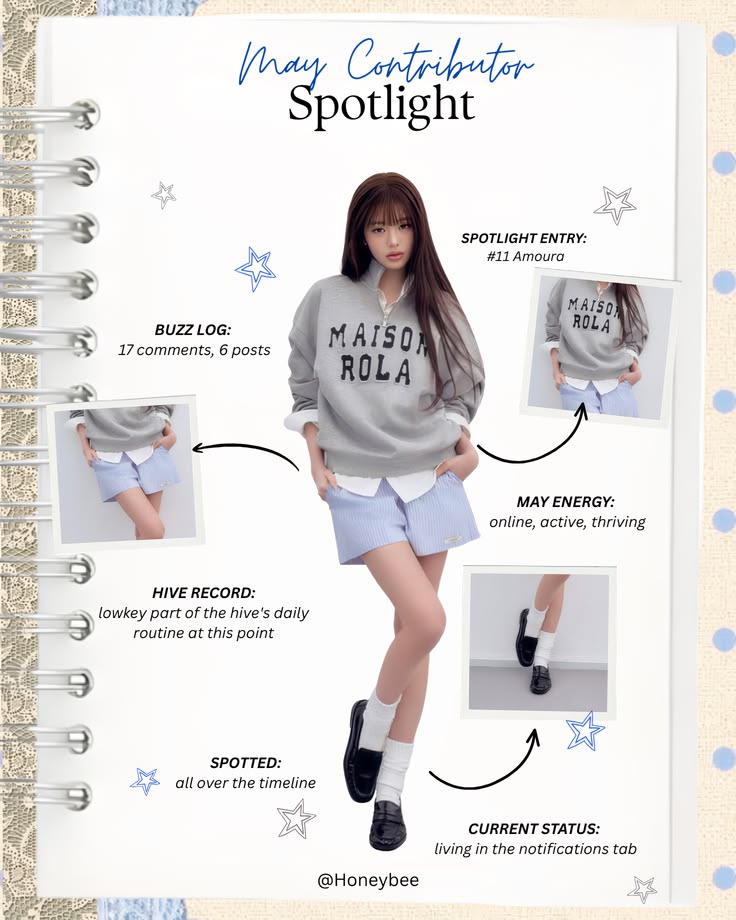 May Contributor
Spotlight
SPOTLIGHT ENTRY:
#11 Amoura
MAISON
ROLA
BUZZ LOG:
17 comments, 6 posts
MAISON
ROLA
MAY ENERGY:
online, active, thriving
HIVE RECORD:
lowkey part of the hive's daily
routine at this point
SPOTTED:
all over the timeline
CURRENT STATUS:
living in the notifications tab
@Honeybee